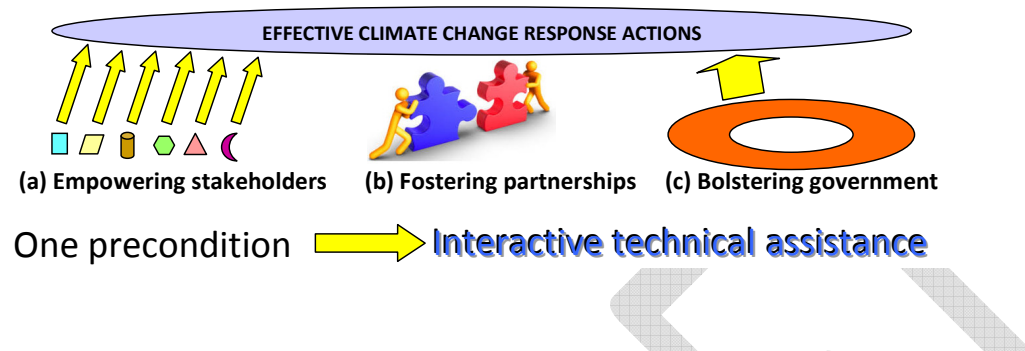 EFFECTIVE CLIMATE CHANGE RESPONSE ACTIONS
(a) Empowering stakeholders (b) Fostering partnerships (c) Bolstering government
One precondition Interactive technical assistance